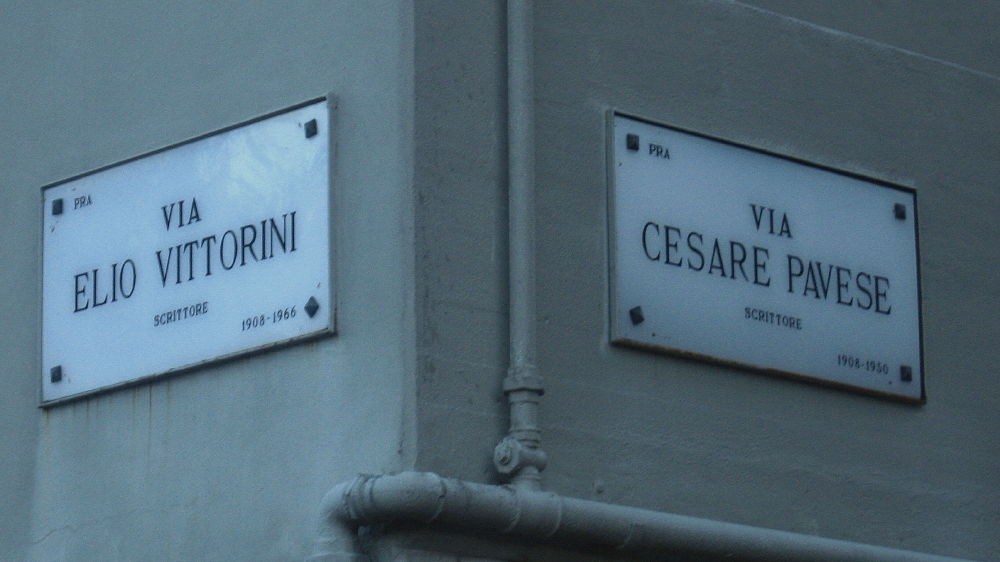 PRA
VIA
ELIO VITTORINI
SCRITTORE
1908-1966
PRA
VIA
CESARE PAVESE
SCRITTORE
1908-1950